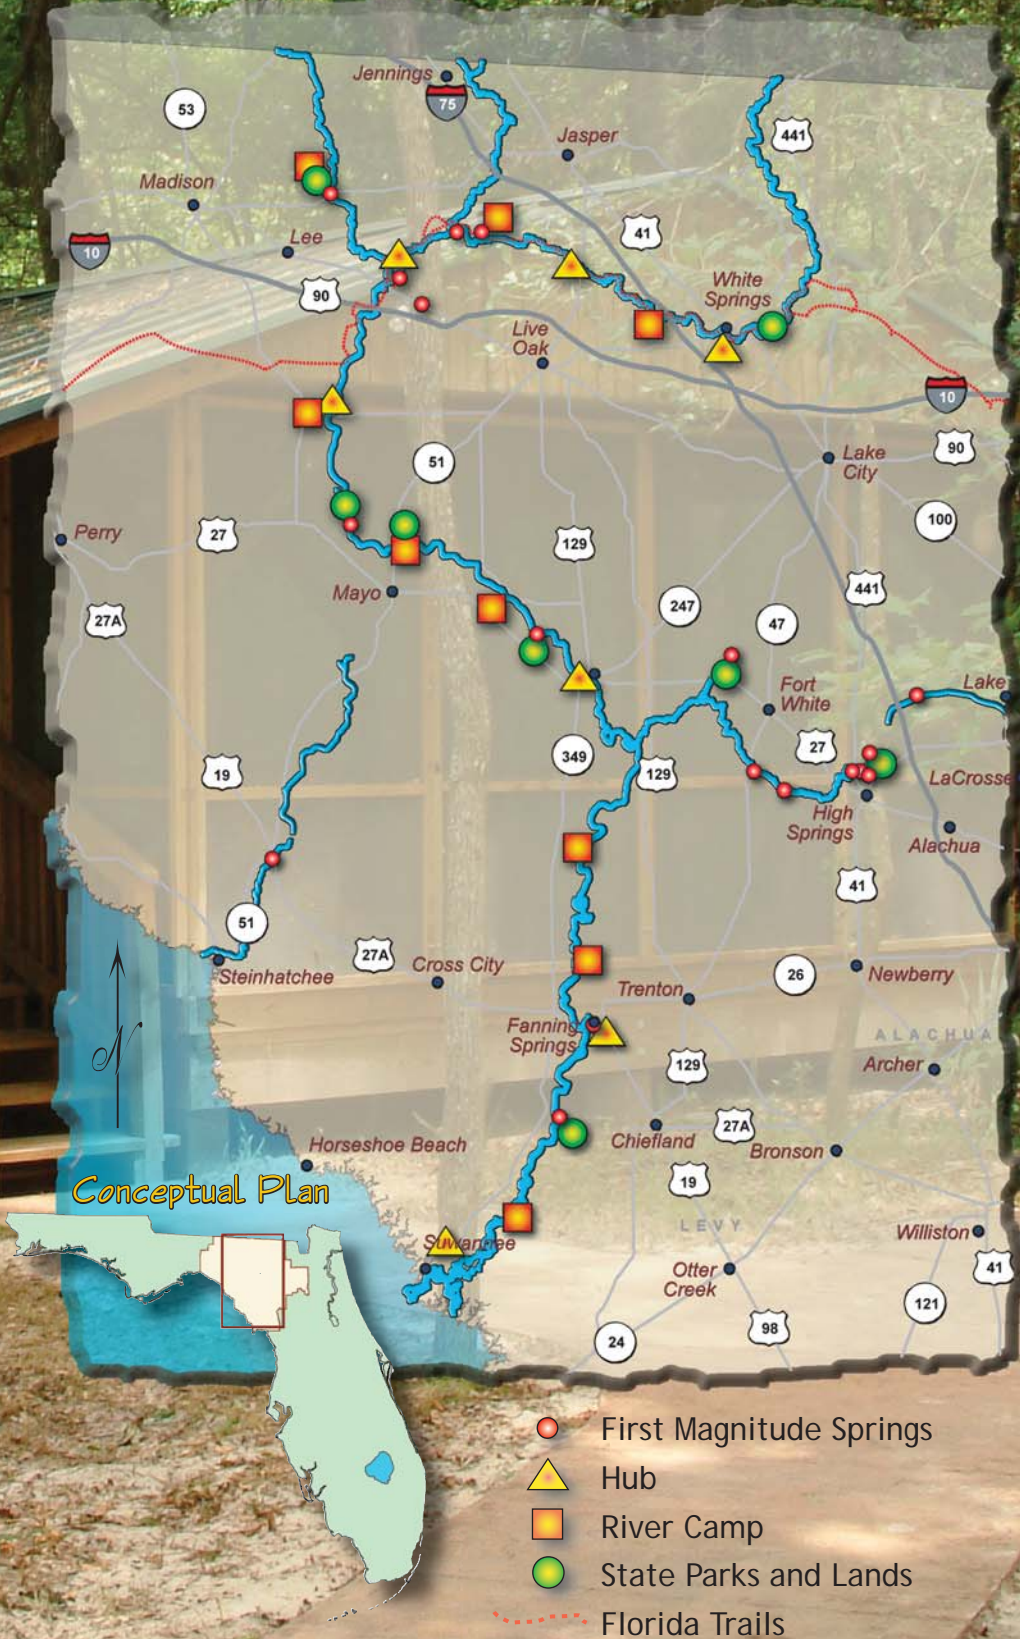 Jennings
75
53
441
Jasper
Madison
41
Lee
10
White
Springs
90
Live
Oak
10
51
Lake
City
90
100
Perry
27
129
441
Mayo
27A
247
47
Fort
White
Lake
19
349
129
27
LaCrosse
High
Springs
Alachua
41
51
27A
Cross City
26
Newberry
Steinhatchee
Trenton
Fanning
Springs
ALACHUA
N
129
Archer
27A
Chiefland
Bronson
Horseshoe Beach
19
Conceptual Plan
LEVY
Williston
Suwannee
Otter
Creek
41
121
98
24
First Magnitude Springs
Hub
River Camp
State Parks and Lands
Florida Trails